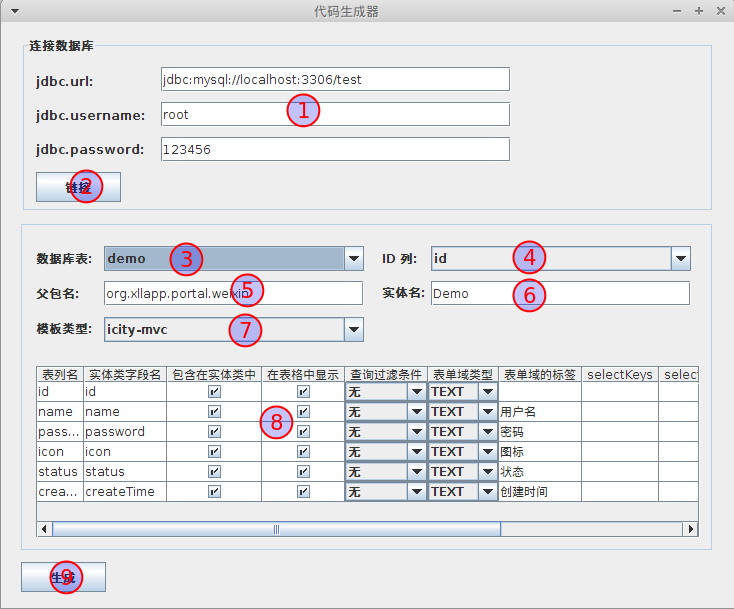 代码生成器
连接数据库
jdbc.url: jdbc:mysql://localhost:3306/test
jdbc.username: root
1
jdbc.password: 123456
链接
2
数据库表: demo 3 ID 列: id 4
父包名: org.xllapp.portal.weixin 5 实体名: Demo 6
模板类型: icity-mvc 7
表列名 实体类字段名 包含在实体类中 在表格中显示 查询过滤条件 表单域类型 表单域的标签 selectKeys select
id id 无 TEXT
name name 无 TEXT 用户名
pass... password 无 TEXT 密码
8
icon icon 无 TEXT 图标
status status 无 TEXT 状态
crea... createTime 无 TEXT 创建时间
生成
9